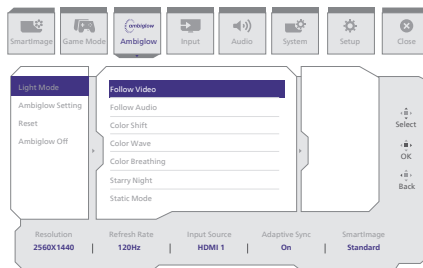 SmartImage
Game Mode
ambiglow
Ambiglow
Input
Audio
System
Setup
Close
Light Mode
Ambiglow Setting
Reset
Ambiglow Off
Follow Video
Follow Audio
Color Shift
Color Wave
Color Breathing
Starry Night
Static Mode
Select
OK
Back
Resolution
2560X1440
Refresh Rate
120Hz
Input Source
HDMI 1
Adaptive Sync
On
SmartImage
Standard